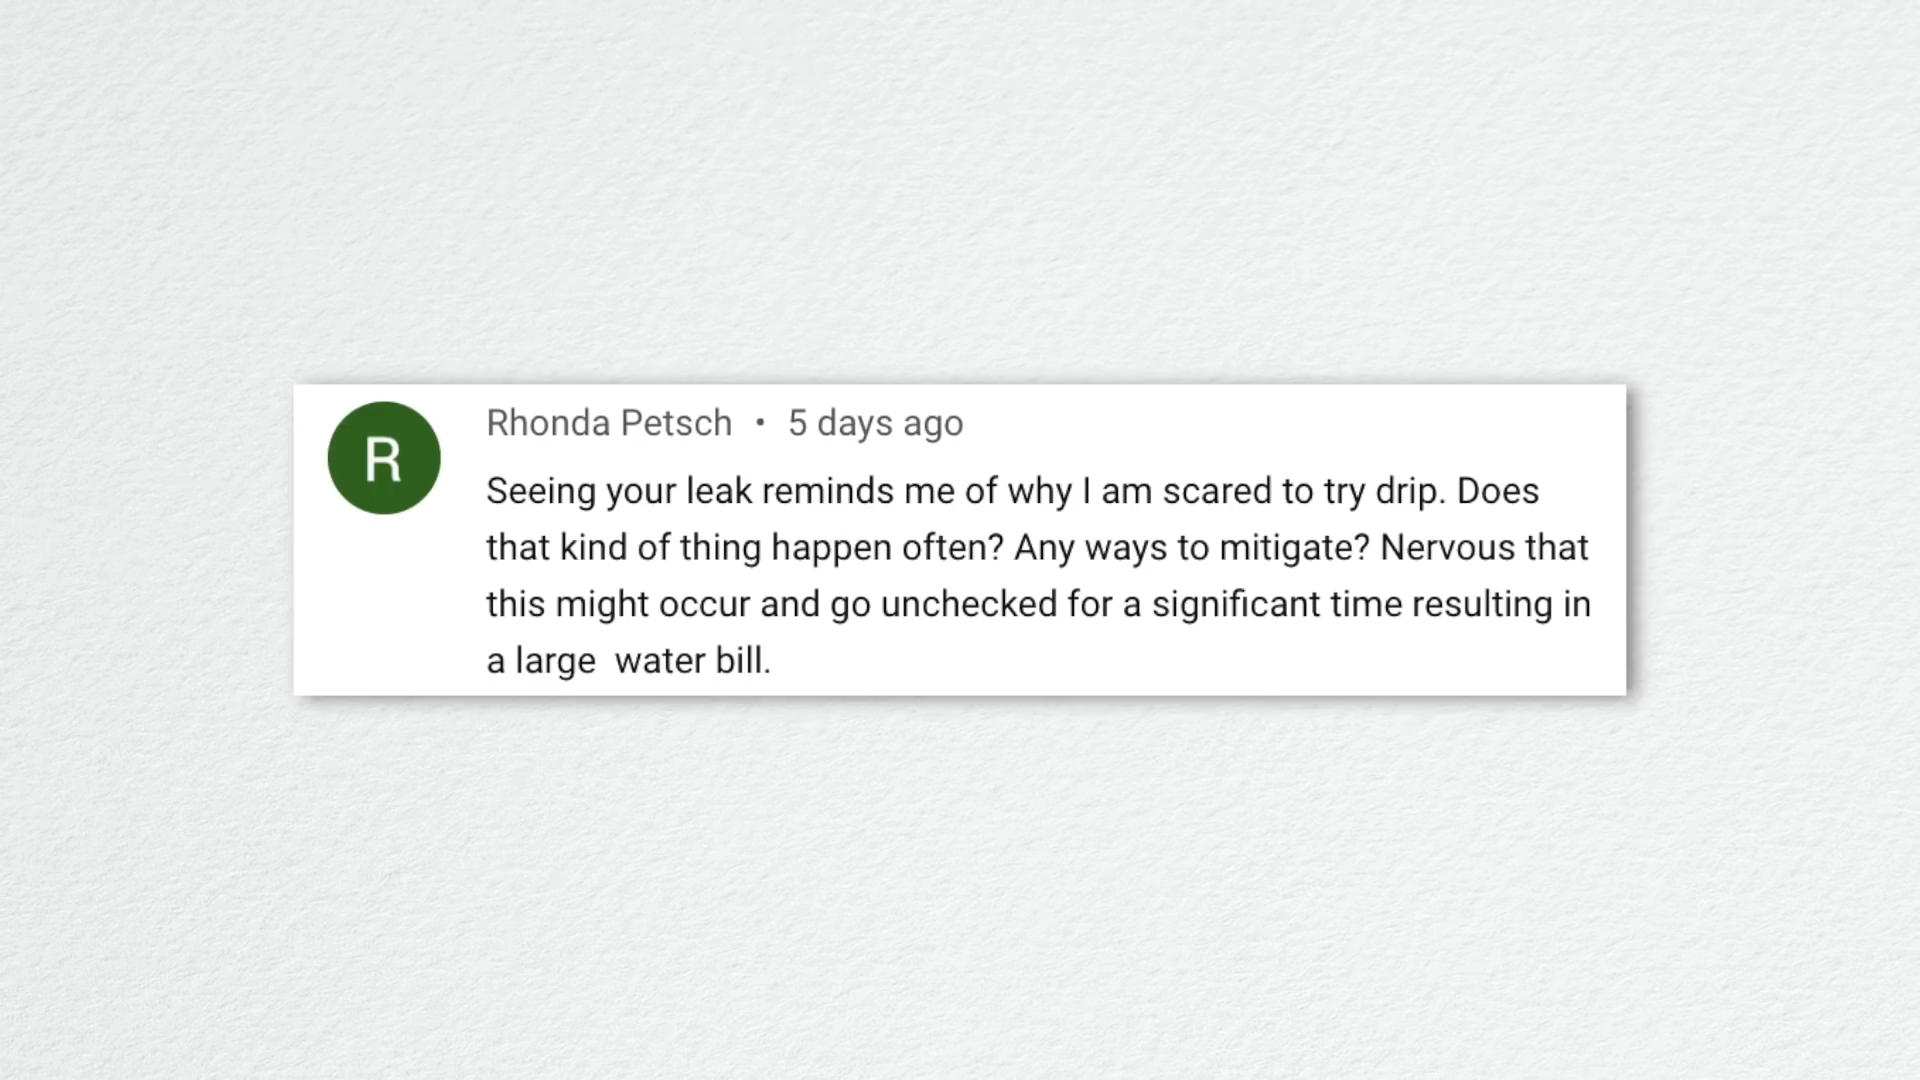 R
Rhonda Petsch • 5 days ago
Seeing your leak reminds me of why I am scared to try drip. Does
that kind of thing happen often? Any ways to mitigate? Nervous that
this might occur and go unchecked for a significant time resulting in
a large  water bill.